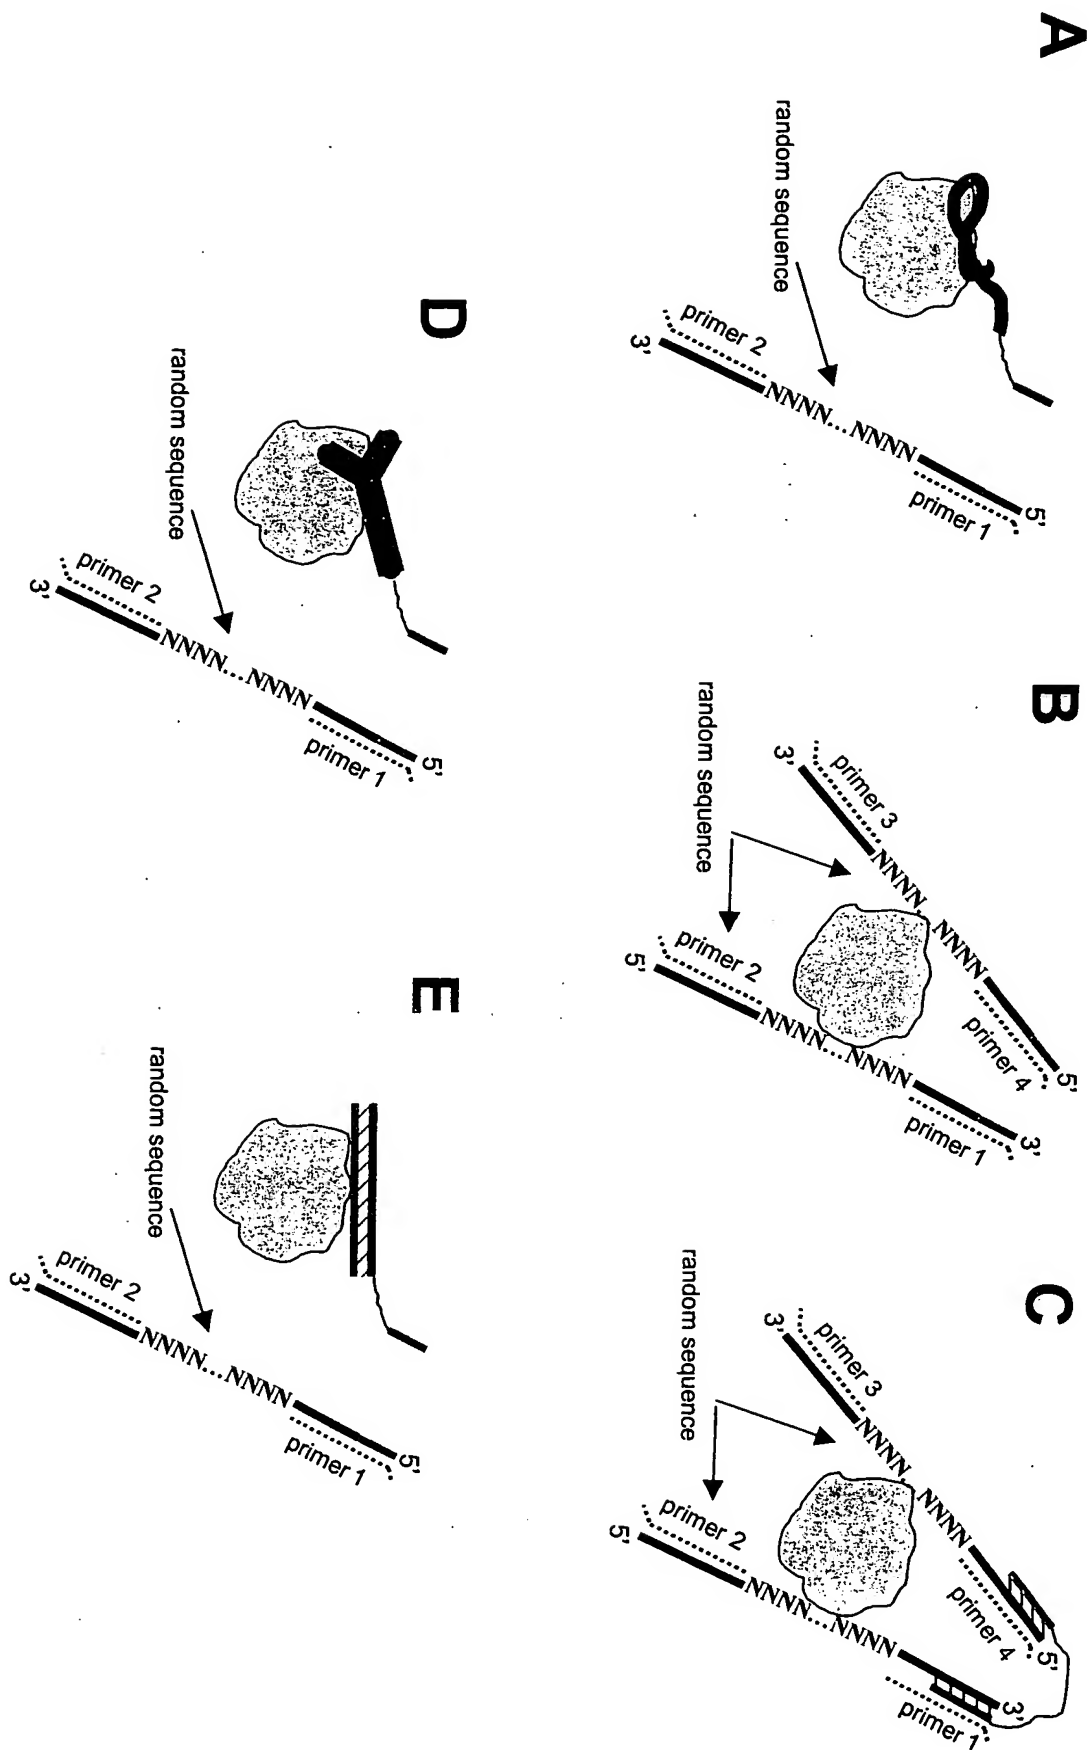 A
random sequence
primer 2
3'
NNNN...NNNN
5'
primer 1
B
random sequence
primer 3
3'
NNNN
NNNN
5'
primer 4
primer 2
5'
NNNN...NNNN
3'
primer 1
C
random sequence
primer 3
3'
NNNN
NNNN
5'
primer 4
primer 2
5'
NNNN...NNNN
3'
primer 1
D
random sequence
primer 2
3'
NNNN...NNNN
5'
primer 1
E
random sequence
primer 2
3'
NNNN...NNNN
5'
primer 1